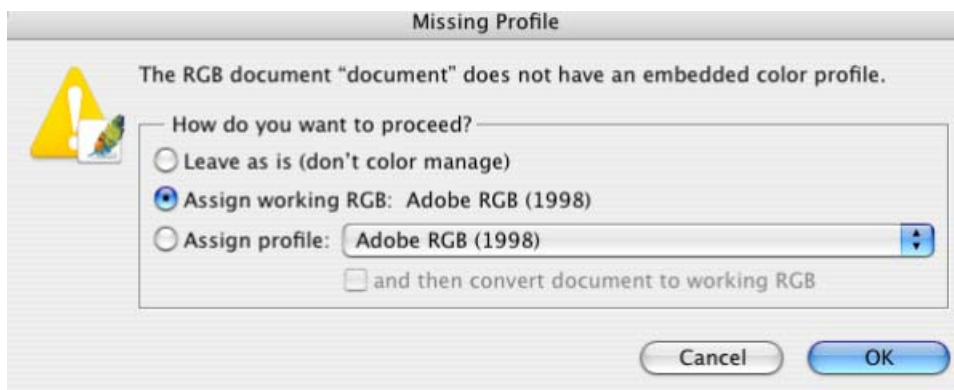 Missing Profile
The RGB document “document” does not have an embedded color profile.
How do you want to proceed?
Leave as is (don't color manage)
Assign working RGB: Adobe RGB (1998)
Assign profile: Adobe RGB (1998)
and then convert document to working RGB
Cancel OK